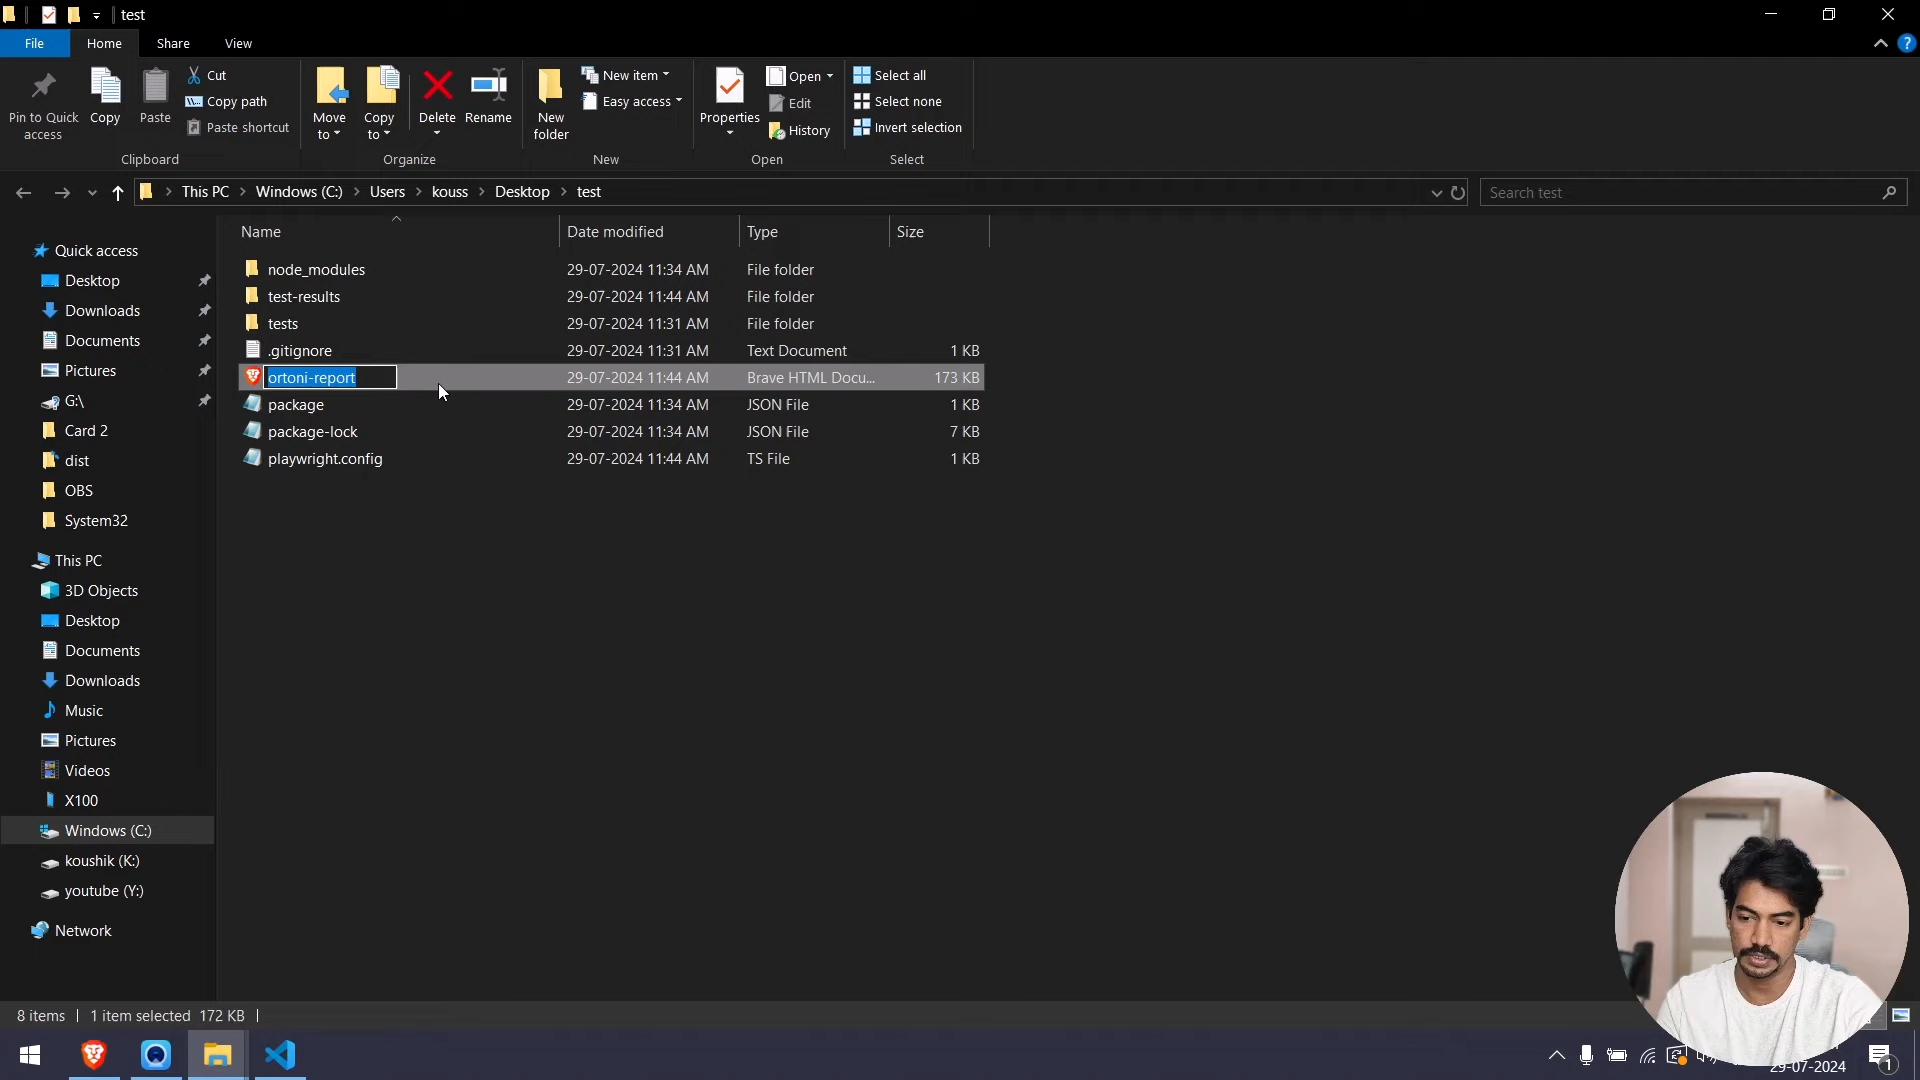 test
File Home Share View
Pin to Quick access
Copy
Paste
Cut
Copy path
Paste shortcut
Clipboard
Move to
Copy to
Delete
Rename
Organize
New folder
New item
Easy access
New
Properties
Open
Edit
History
Open
Select all
Select none
Invert selection
Select
This PC Windows (C:) Users kouss Desktop test
Search test
Name Date modified Type Size
node_modules 29-07-2024 11:34 AM File folder
test-results 29-07-2024 11:44 AM File folder
tests 29-07-2024 11:31 AM File folder
.gitignore 29-07-2024 11:31 AM Text Document 1 KB
ortoni-report 29-07-2024 11:44 AM Brave HTML Docu... 173 KB
package 29-07-2024 11:34 AM JSON File 1 KB
package-lock 29-07-2024 11:34 AM JSON File 7 KB
playwright.config 29-07-2024 11:44 AM TS File 1 KB
Quick access
Desktop
Downloads
Documents
Pictures
G:\
Card 2
dist
OBS
System32
This PC
3D Objects
Desktop
Documents
Downloads
Music
Pictures
Videos
X100
Windows (C:)
koushik (K:)
youtube (Y:)
Network
8 items 1 item selected 172 KB
29-07-2024
1